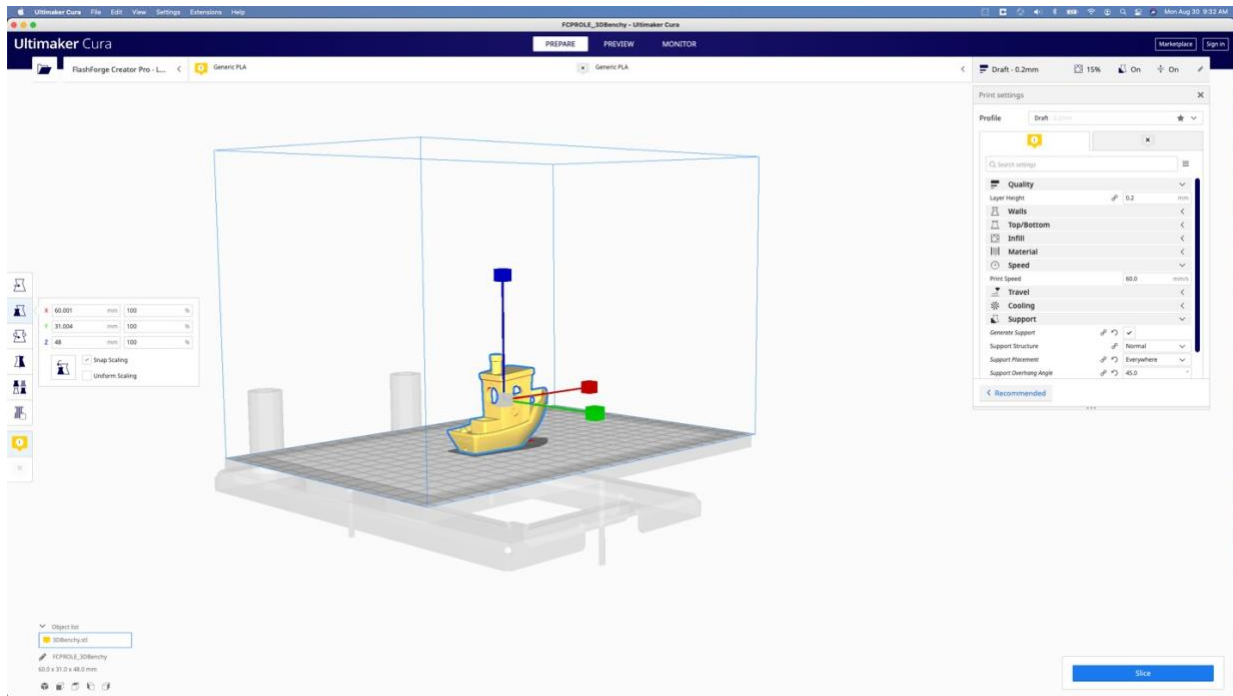 Ultimaker Cura File Edit View Settings Extensions Help Mon Aug 30 9:32 AM
FCPROLE_3DBenchy - Ultimaker Cura
Ultimaker Cura PREPARE PREVIEW MONITOR Marketplace Sign in
FlashForge Creator Pro - L... Generic PLA Generic PLA Draft - 0.2mm 15% On On
Print settings
Profile Draft 0.2mm
Search settings
Quality
Layer Height 0.2 mm
Walls
Top/Bottom
Infill
Material
Speed
Print Speed 60.0 mm/s
Travel
Cooling
Support
Generate Support
Support Structure Normal
Support Placement Everywhere
Support Overhang Angle 45.0 °
Recommended
X 60.001 mm 100 %
Y 31.004 mm 100 %
Z 48 mm 100 %
Snap Scaling
Uniform Scaling
Object list
3DBenchy.stl
FCPROLE_3DBenchy
60.0 x 31.0 x 48.0 mm
Slice